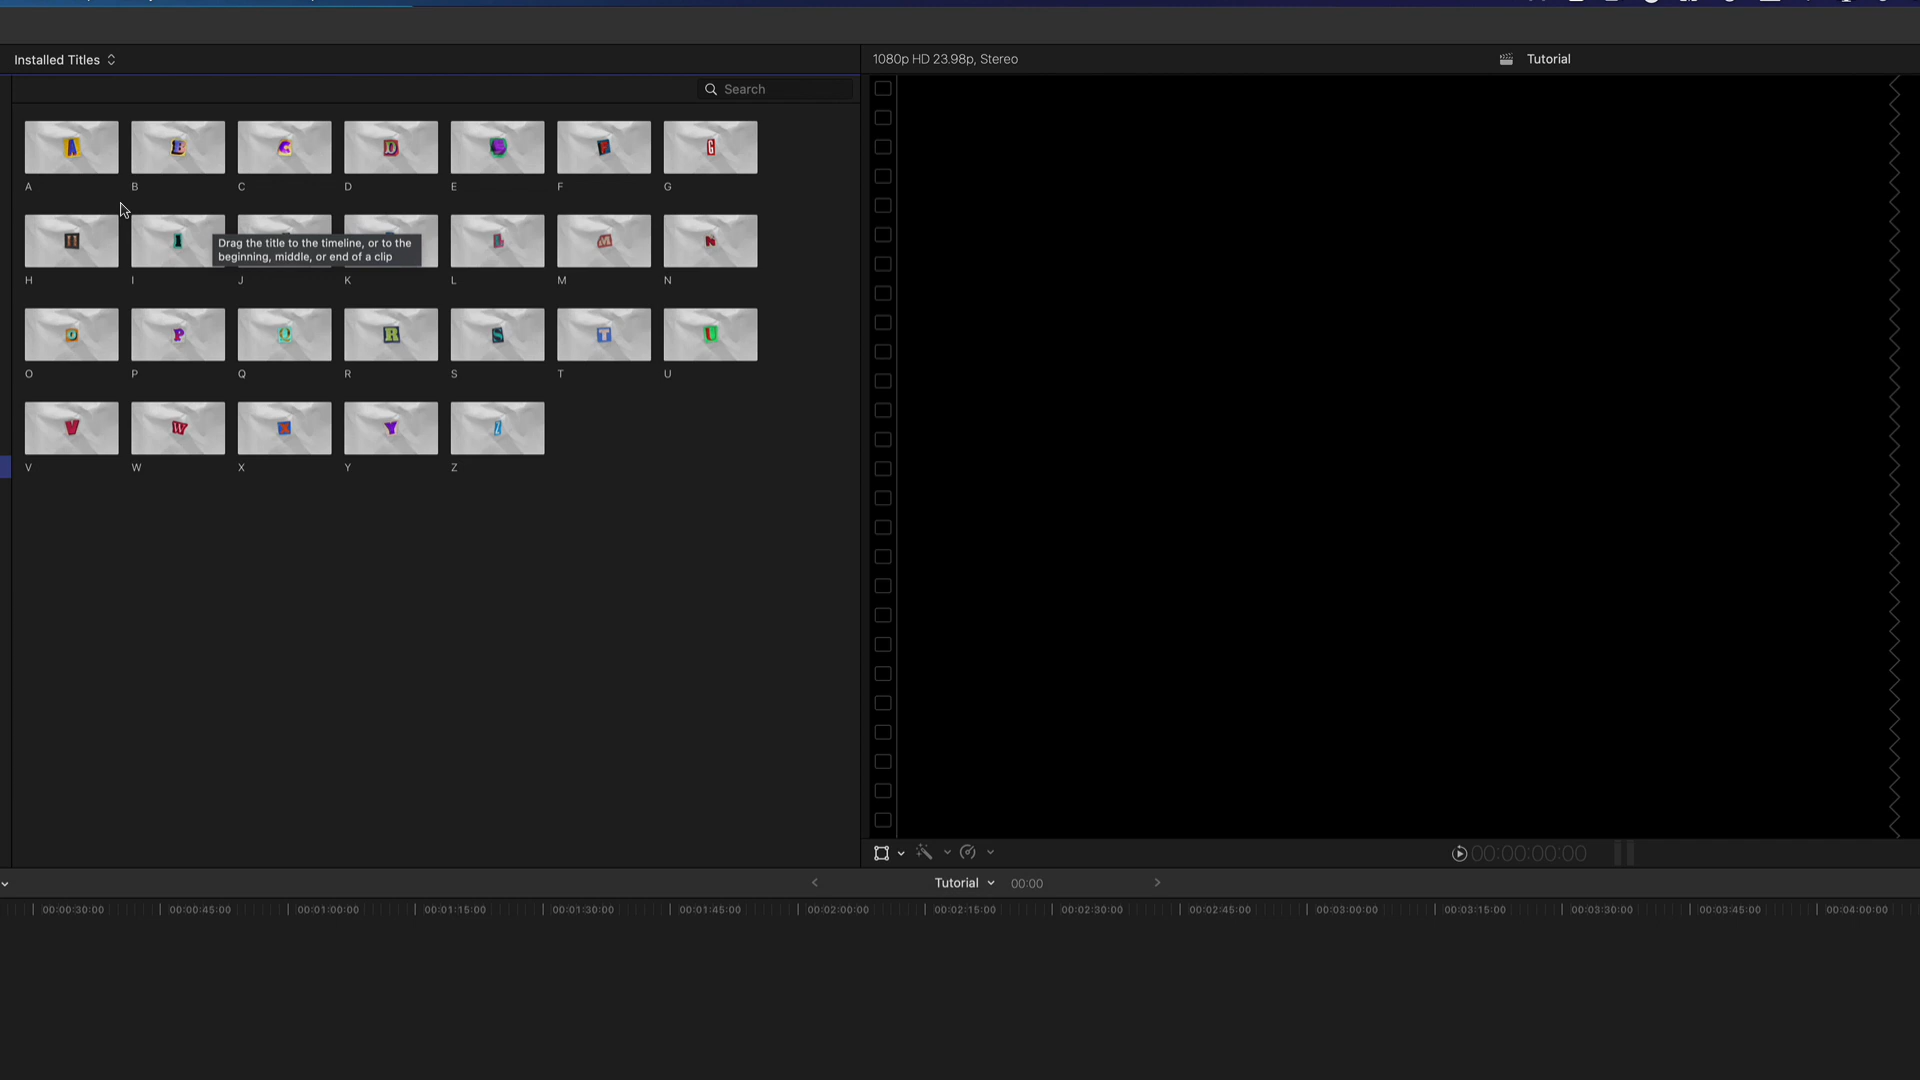 Installed Titles
1080p HD 23.98p, Stereo
Tutorial
Search
A B C D E F G
Drag the title to the timeline, or to the
beginning, middle, or end of a clip
H I J K L M N
O P Q R S T U
V W X Y Z
00:00:00:00
Tutorial 00:00
00:00:30:00 00:00:45:00 00:01:00:00 00:01:15:00 00:01:30:00 00:01:45:00 00:02:00:00 00:02:15:00 00:02:30:00 00:02:45:00 00:03:00:00 00:03:15:00 00:03:30:00 00:03:45:00 00:04:00:00